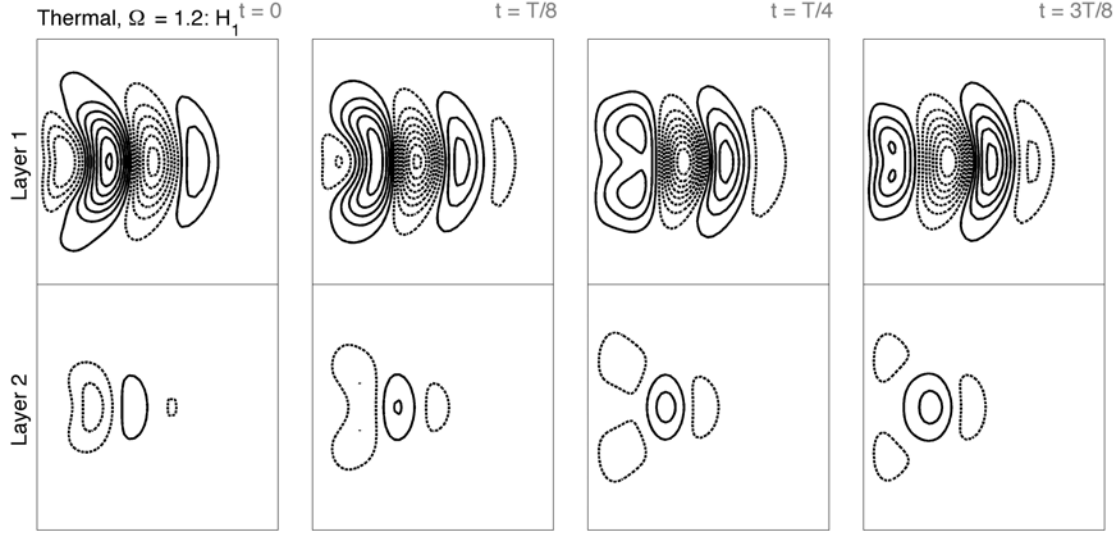 Thermal, Ω = 1.2: H₁
t = 0
t = T/8
t = T/4
t = 3T/8
Layer 1
Layer 2